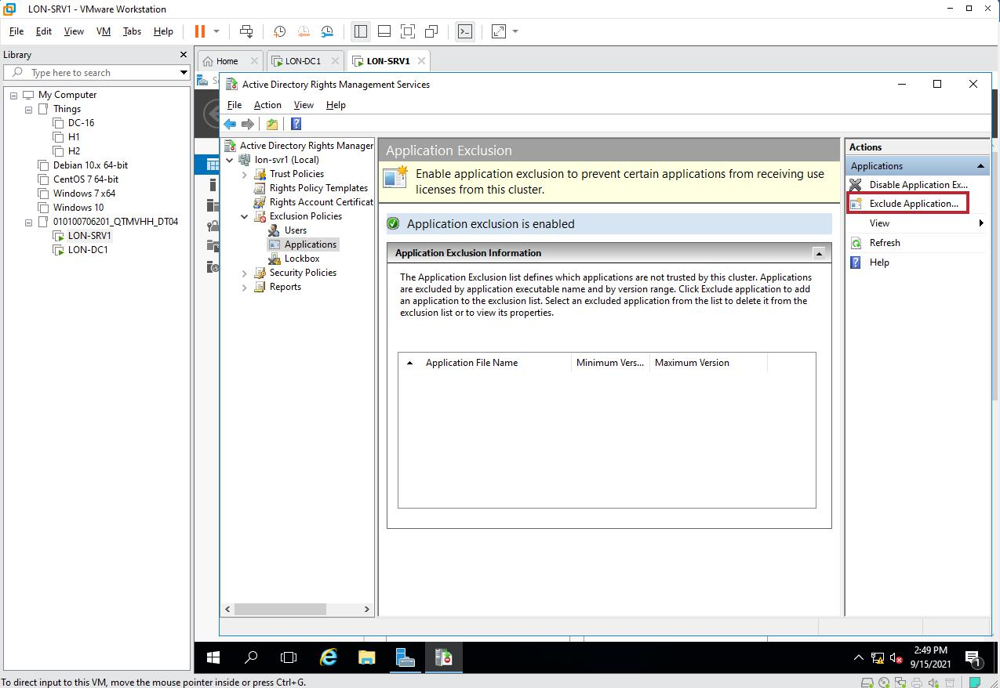 LON-SRV1 - VMware Workstation
File Edit View VM Tabs Help
Library
Type here to search
My Computer
Things
DC-16
H1
H2
Debian 10.x 64-bit
CentOS 7 64-bit
Windows 7 x64
Windows 10
010100706201_QTMVHH_DT04
LON-SRV1
LON-DC1
Home
LON-DC1
LON-SRV1
Active Directory Rights Management Services
File Action View Help
Active Directory Rights Manager
lon-svr1 (Local)
Trust Policies
Rights Policy Templates
Rights Account Certificat
Exclusion Policies
Users
Applications
Lockbox
Security Policies
Reports
Application Exclusion
Enable application exclusion to prevent certain applications from receiving use
licenses from this cluster.
Application exclusion is enabled
Application Exclusion Information
The Application Exclusion list defines which applications are not trusted by this cluster. Applications
are excluded by application executable name and by version range. Click Exclude application to add
an application to the exclusion list. Select an excluded application from the list to delete it from the
exclusion list or to view its properties.
Application File Name Minimum Vers... Maximum Version
Actions
Applications
Disable Application Ex...
Exclude Application...
View
Refresh
Help
2:49 PM
9/15/2021
1
To direct input to this VM, move the mouse pointer inside or press Ctrl+G.